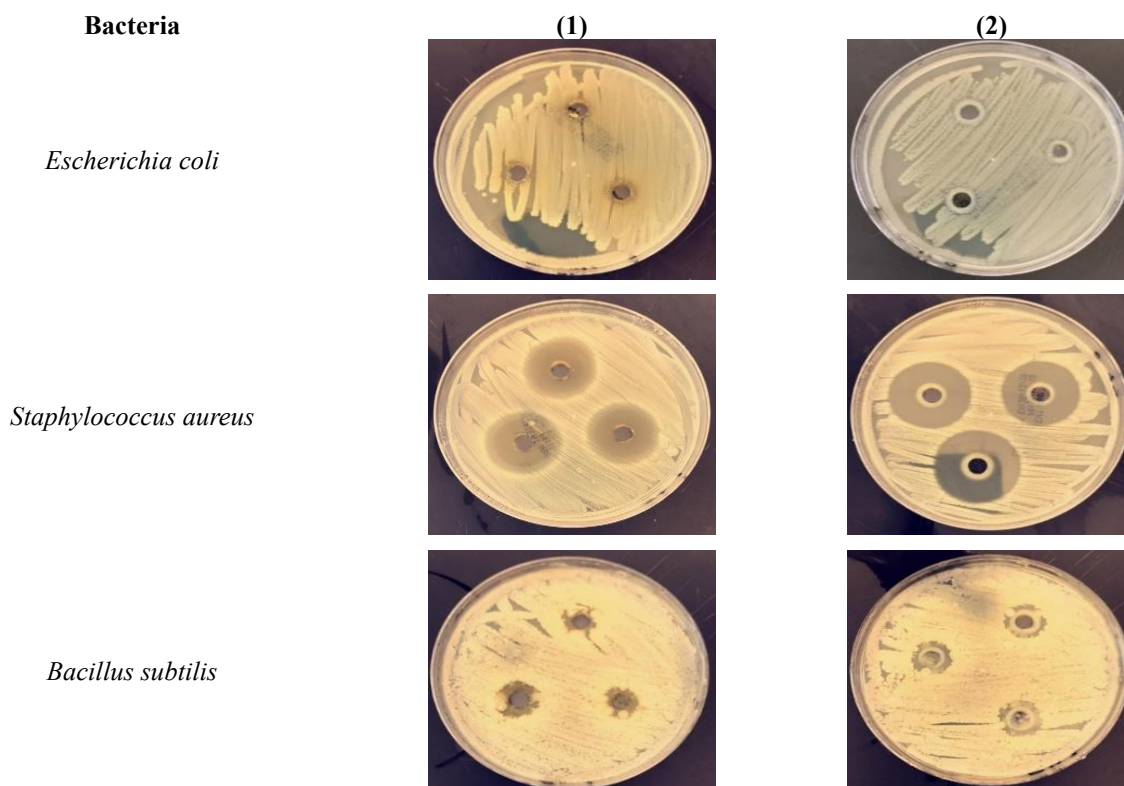 Bacteria (1) (2)
Escherichia coli
Staphylococcus aureus
Bacillus subtilis